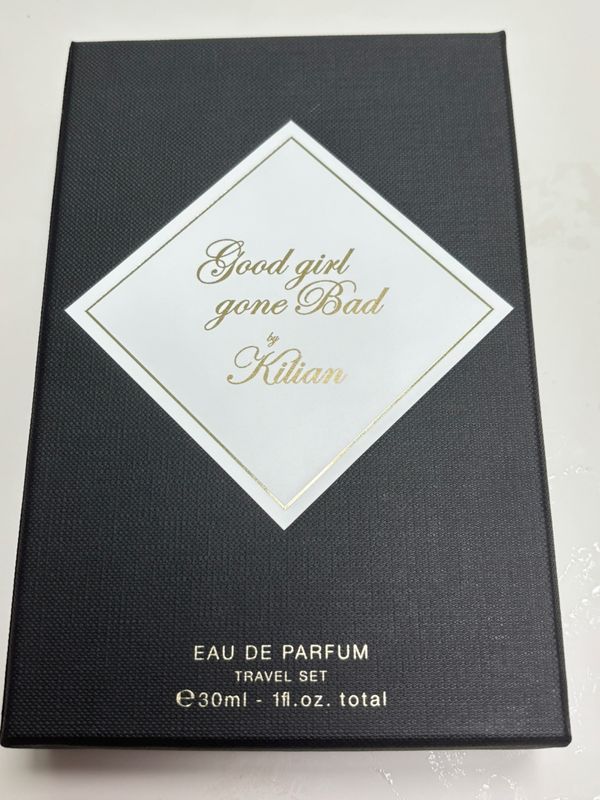 Good girl
gone Bad
by
Kilian
EAU DE PARFUM
TRAVEL SET
℮30ml - 1fl.oz. total